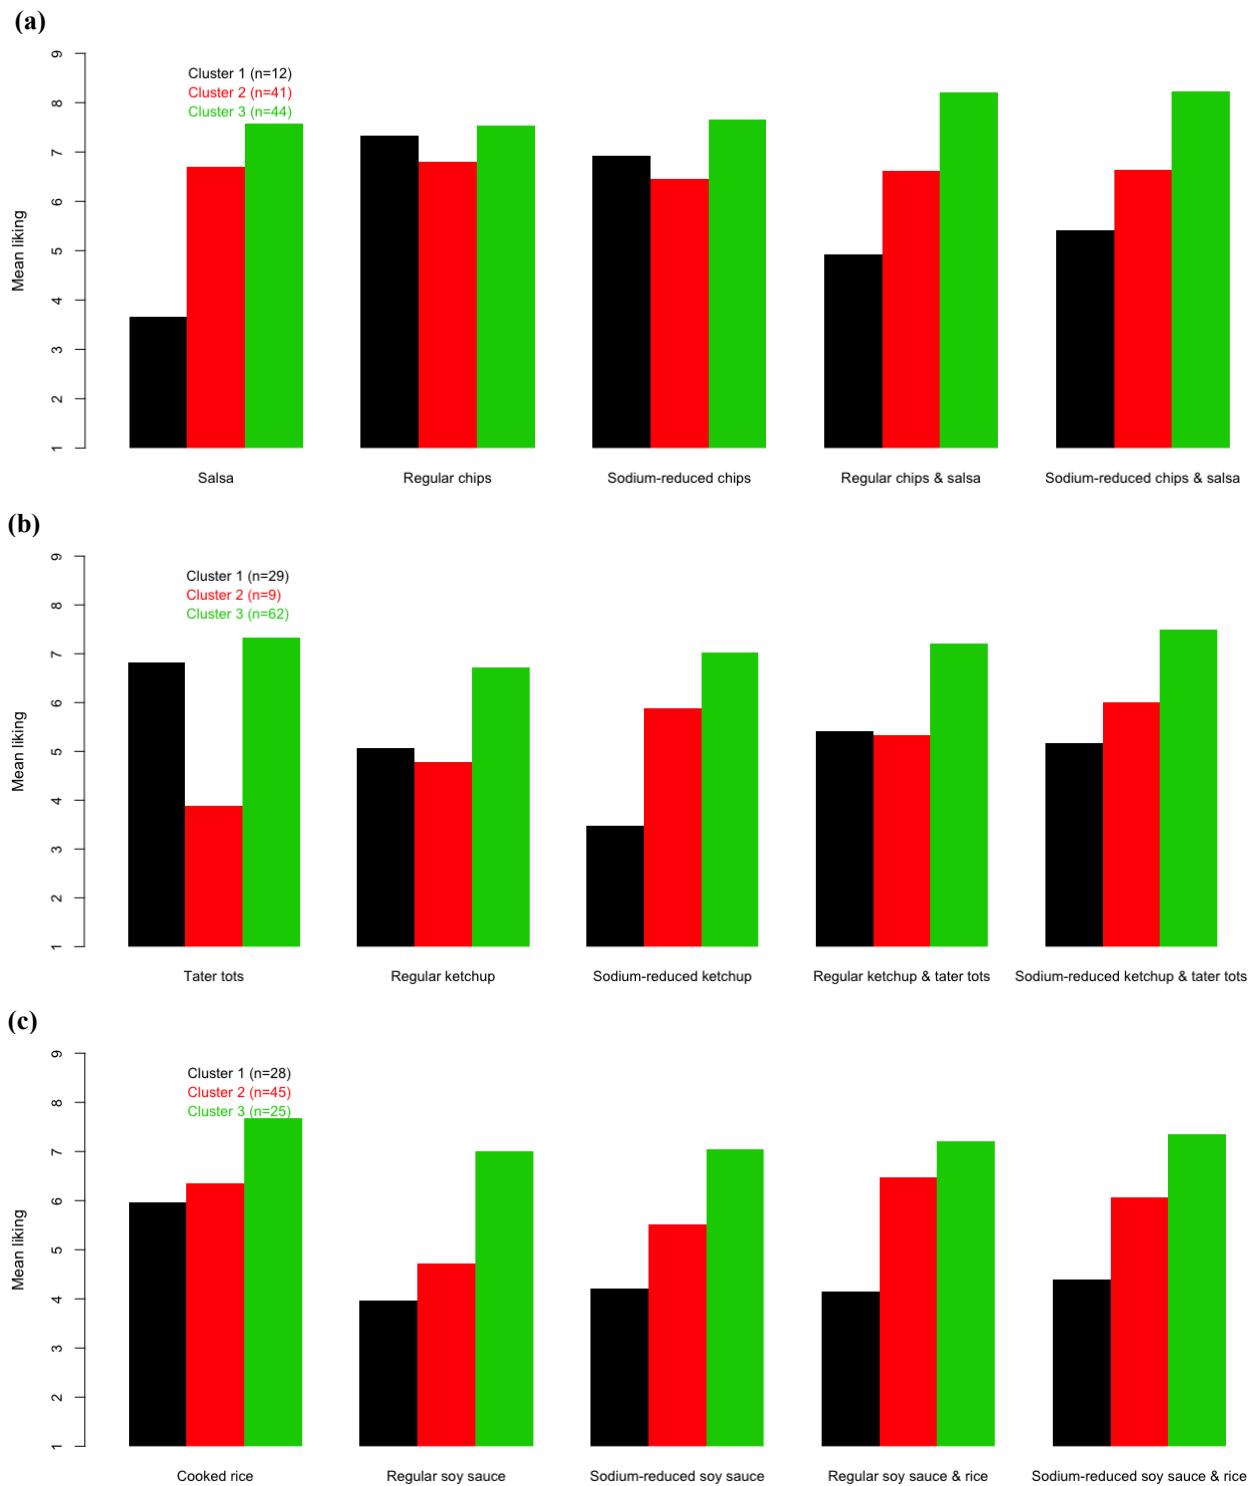 (a)
9
8
7
6
5
4
3
2
1
Mean liking
Cluster 1 (n=12)
Cluster 2 (n=41)
Cluster 3 (n=44)
Salsa
Regular chips
Sodium-reduced chips
Regular chips & salsa
Sodium-reduced chips & salsa
(b)
9
8
7
6
5
4
3
2
1
Mean liking
Cluster 1 (n=29)
Cluster 2 (n=9)
Cluster 3 (n=62)
Tater tots
Regular ketchup
Sodium-reduced ketchup
Regular ketchup & tater tots
Sodium-reduced ketchup & tater tots
(c)
9
8
7
6
5
4
3
2
1
Mean liking
Cluster 1 (n=28)
Cluster 2 (n=45)
Cluster 3 (n=25)
Cooked rice
Regular soy sauce
Sodium-reduced soy sauce
Regular soy sauce & rice
Sodium-reduced soy sauce & rice